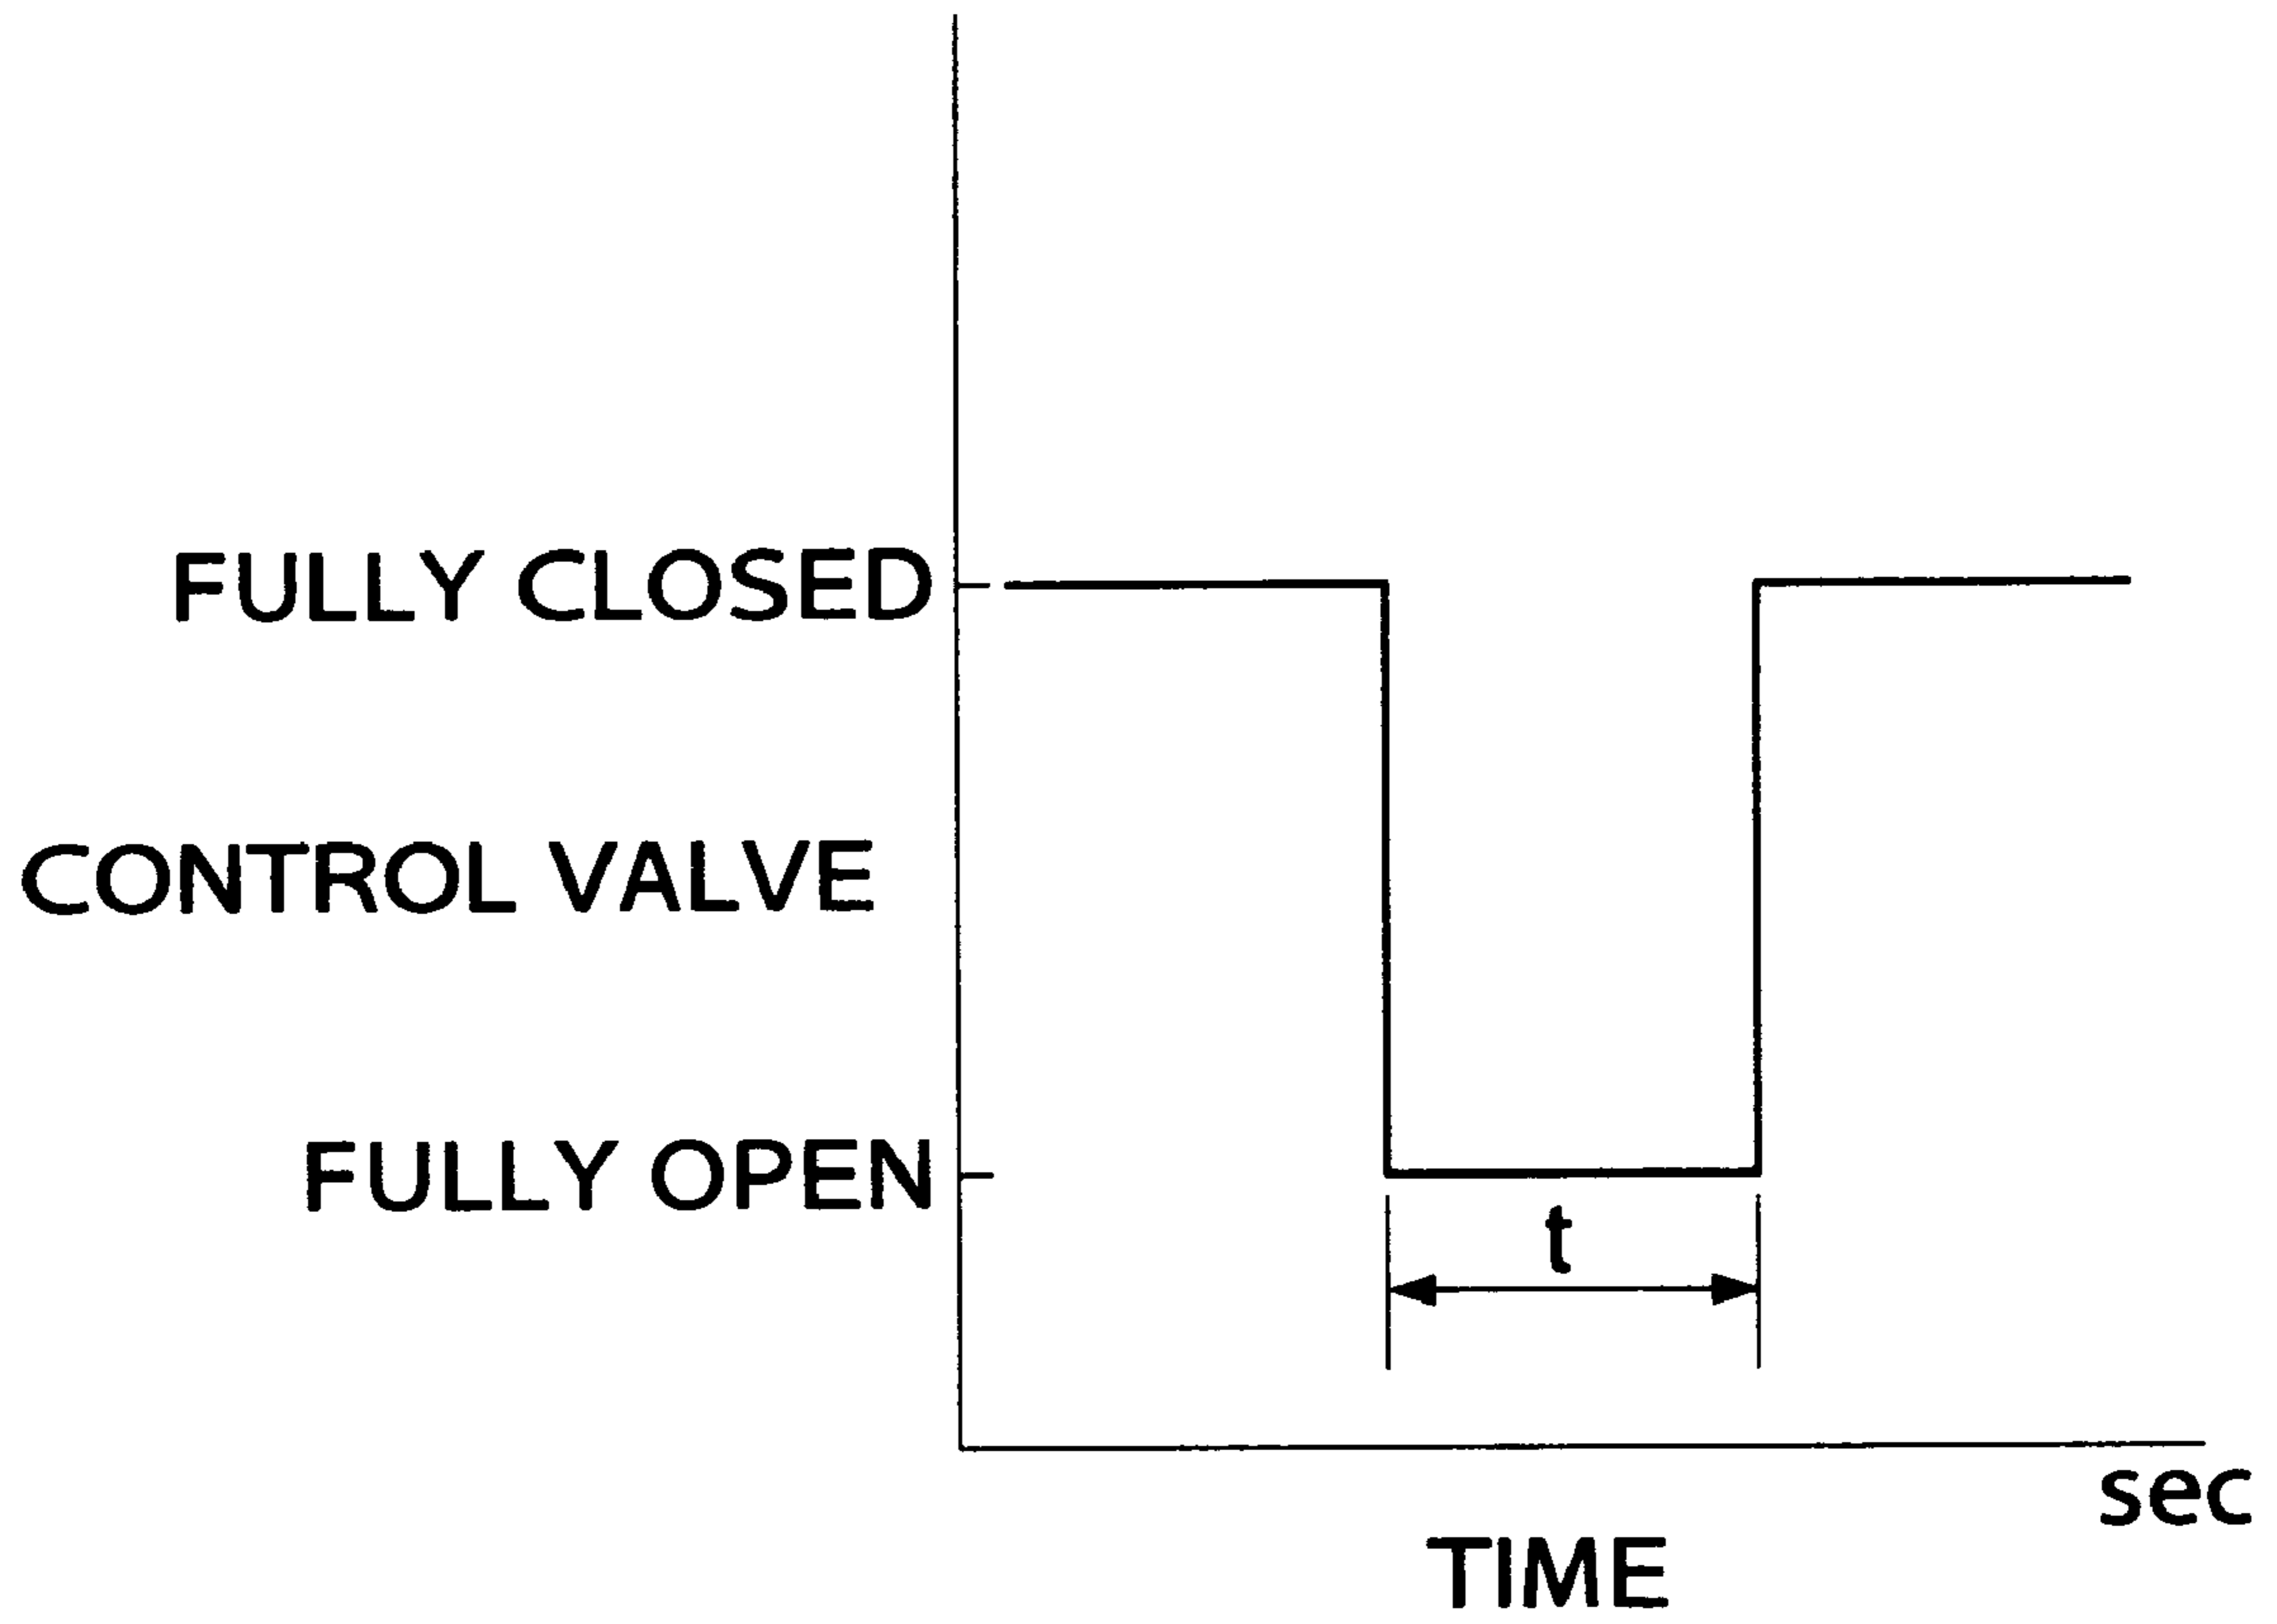 FULLY CLOSED
CONTROL VALVE
FULLY OPEN
t
sec
TIME